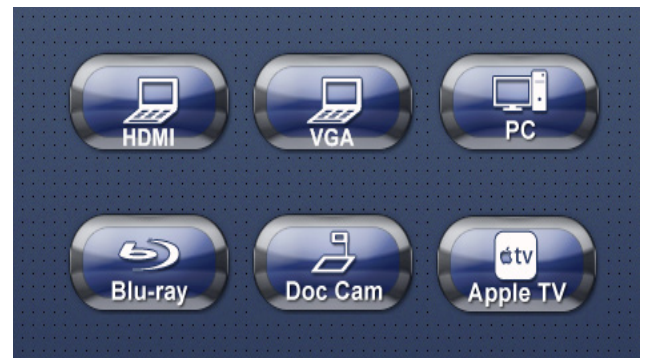 HDMI
VGA
PC
Blu-ray
Doc Cam
tv
Apple TV